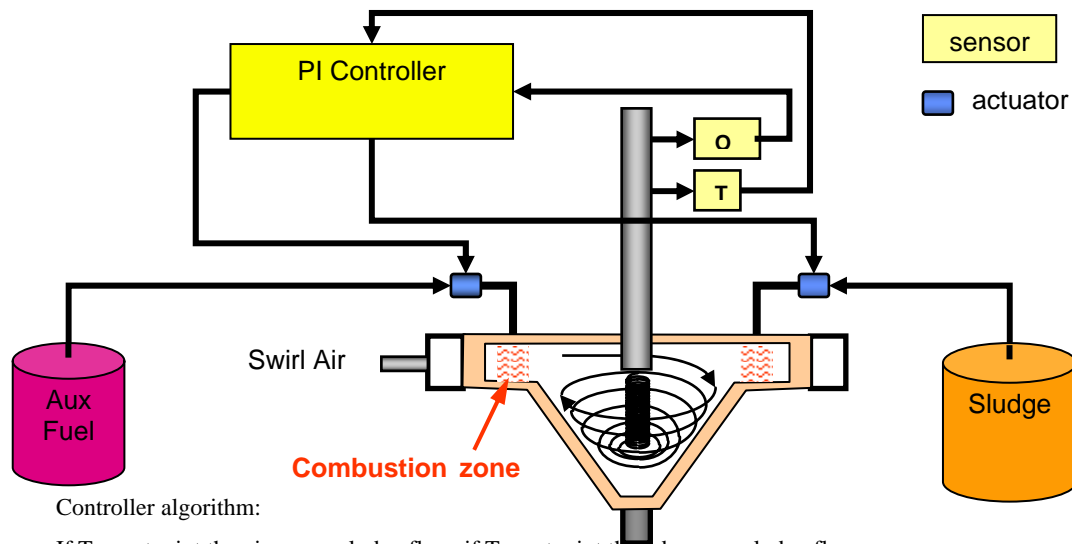 PI Controller
sensor
actuator
O
T
Swirl Air
Aux
Fuel
Sludge
Combustion zone
Controller algorithm: